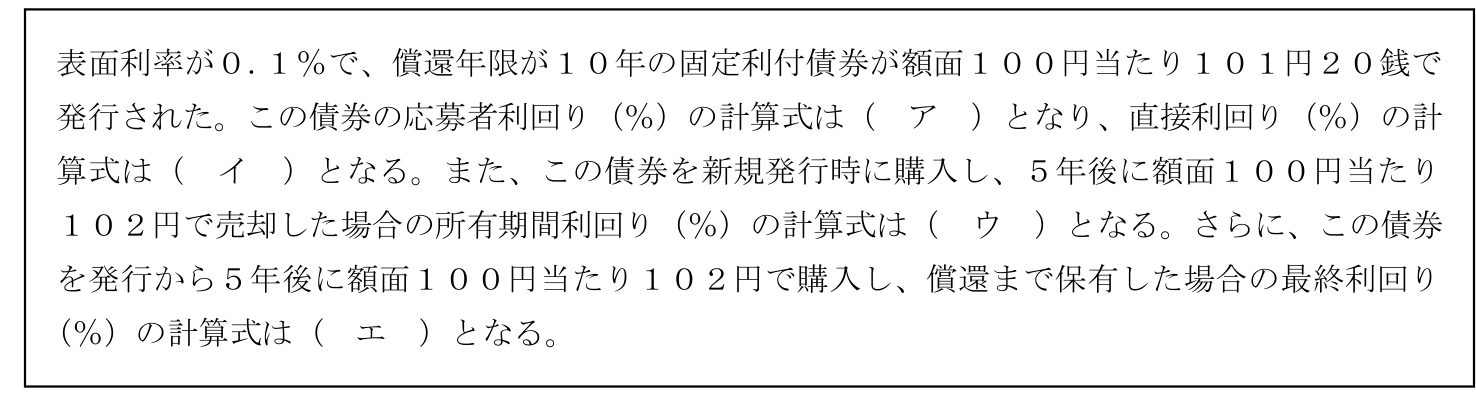 表面利率が０．１％で、償還年限が１０年の固定利付債券が額面１００円当たり１０１円２０銭で
発行された。この債券の応募者利回り（％）の計算式は（　ア　）となり、直接利回り（％）の計
算式は（　イ　）となる。また、この債券を新規発行時に購入し、５年後に額面１００円当たり
１０２円で売却した場合の所有期間利回り（％）の計算式は（　ウ　）となる。さらに、この債券
を発行から５年後に額面１００円当たり１０２円で購入し、償還まで保有した場合の最終利回り
（％）の計算式は（　エ　）となる。